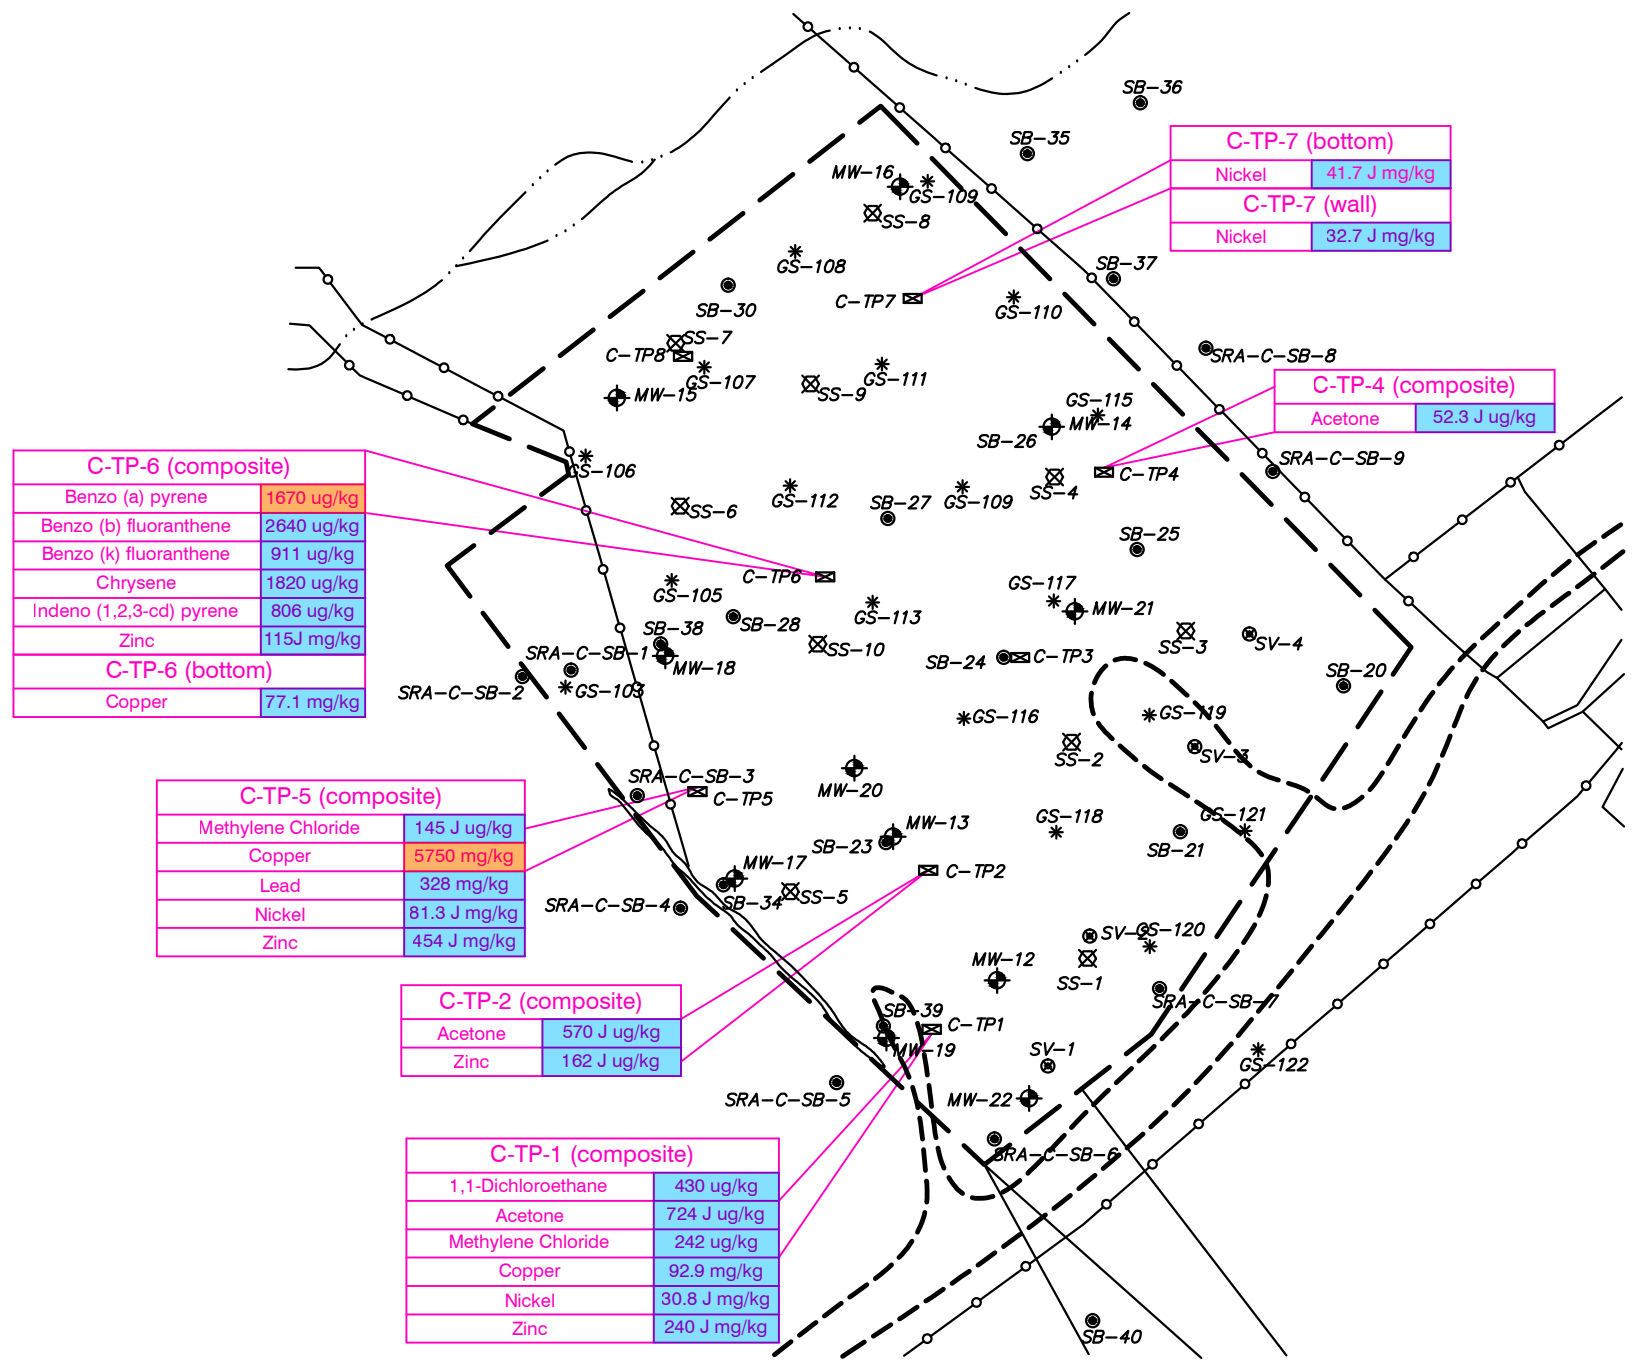 SB-36
SB-35
C-TP-7 (bottom)
Nickel 41.7 J mg/kg
C-TP-7 (wall)
Nickel 32.7 J mg/kg
MW-16
GS-109
SS-8
GS-108
SB-37
SB-30
C-TP7
GS-110
SS-7
C-TP8
GS-107
SRA-C-SB-8
GS-111
MW-15
SS-9
C-TP-4 (composite)
Acetone 52.3 J ug/kg
GS-115
MW-14
SB-26
GS-106
SRA-C-SB-9
C-TP4
SS-4
C-TP-6 (composite)
Benzo (a) pyrene 1670 ug/kg
Benzo (b) fluoranthene 2640 ug/kg
Benzo (k) fluoranthene 911 ug/kg
Chrysene 1820 ug/kg
Indeno (1,2,3-cd) pyrene 806 ug/kg
Zinc 115J mg/kg
C-TP-6 (bottom)
Copper 77.1 mg/kg
GS-112
SB-27
GS-109
SS-6
SB-25
C-TP6
GS-105
GS-117
MW-21
GS-113
SB-28
SB-38
SRA-C-SB-1
SS-10
MW-18
SB-24
C-TP3
SS-3
SV-4
SB-20
SRA-C-SB-2
GS-103
GS-116
GS-119
SS-2
SV-3
SRA-C-SB-3
MW-20
C-TP5
C-TP-5 (composite)
Methylene Chloride 145 J ug/kg
Copper 5750 mg/kg
Lead 328 mg/kg
Nickel 81.3 J mg/kg
Zinc 454 J mg/kg
MW-13
GS-118
GS-121
SB-23
SB-21
MW-17
C-TP2
SB-34
SS-5
SRA-C-SB-4
SV-2
GS-120
MW-12
SS-1
SRA-C-SB-7
C-TP-2 (composite)
Acetone 570 J ug/kg
Zinc 162 J ug/kg
SB-39
C-TP1
MW-19
SV-1
GS-122
SRA-C-SB-5
MW-22
SRA-C-SB-6
C-TP-1 (composite)
1,1-Dichloroethane 430 ug/kg
Acetone 724 J ug/kg
Methylene Chloride 242 ug/kg
Copper 92.9 mg/kg
Nickel 30.8 J mg/kg
Zinc 240 J mg/kg
SB-40